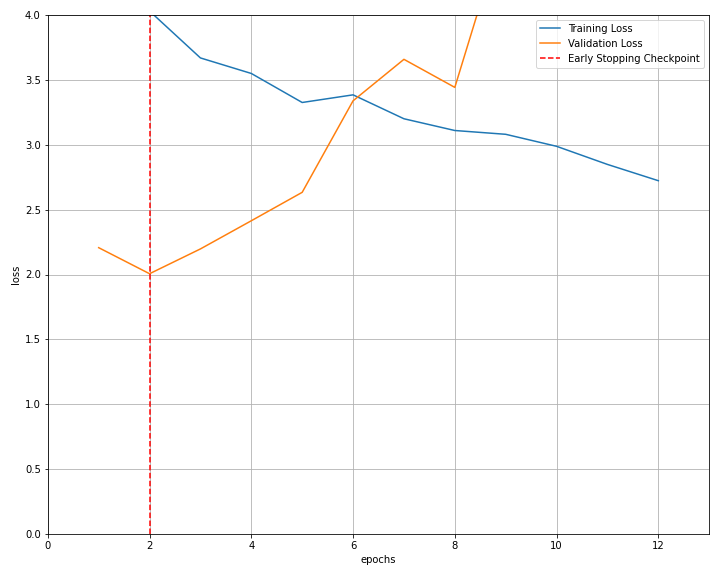 4.0
3.5
3.0
2.5
2.0
1.5
1.0
0.5
0.0
loss
0 2 4 6 8 10 12
epochs
Training Loss
Validation Loss
Early Stopping Checkpoint